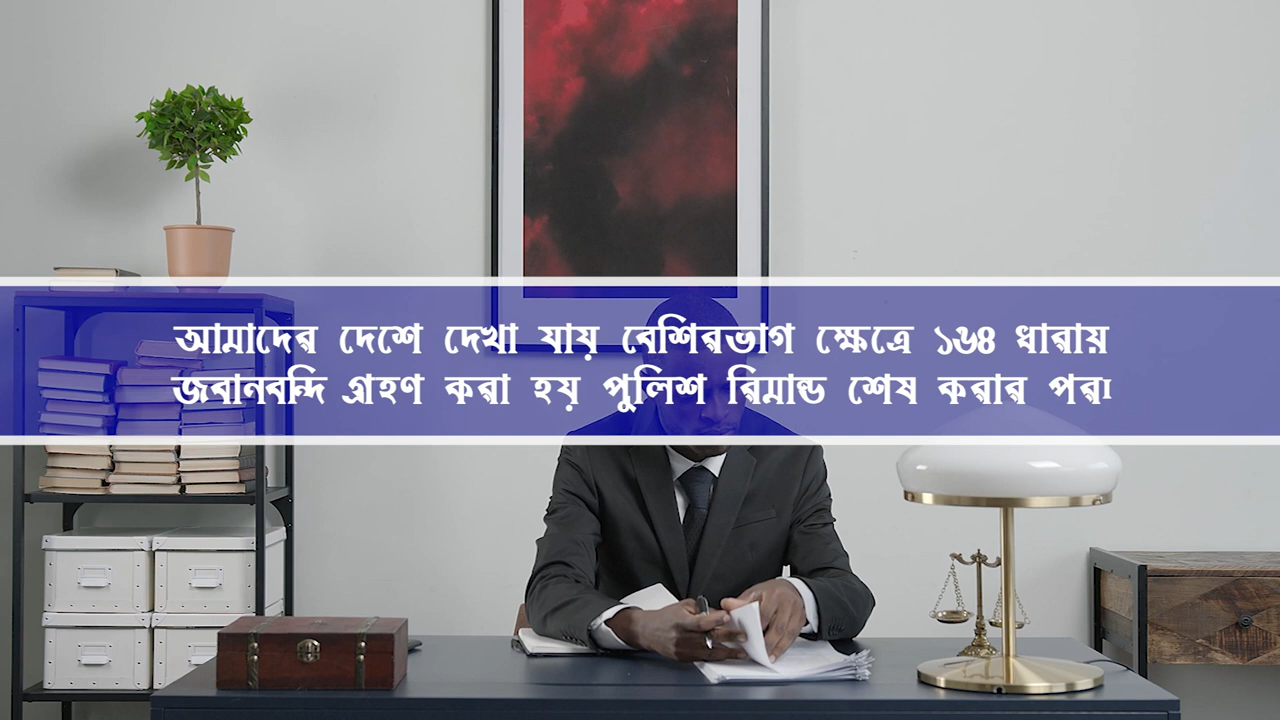 আমাদের দেশে দেখা যায় বেশিরভাগ ক্ষেত্রে ১৬৪ ধারায়
জবানবন্দি গ্রহণ করা হয় পুলিশ রিমান্ড শেষ করার পর।